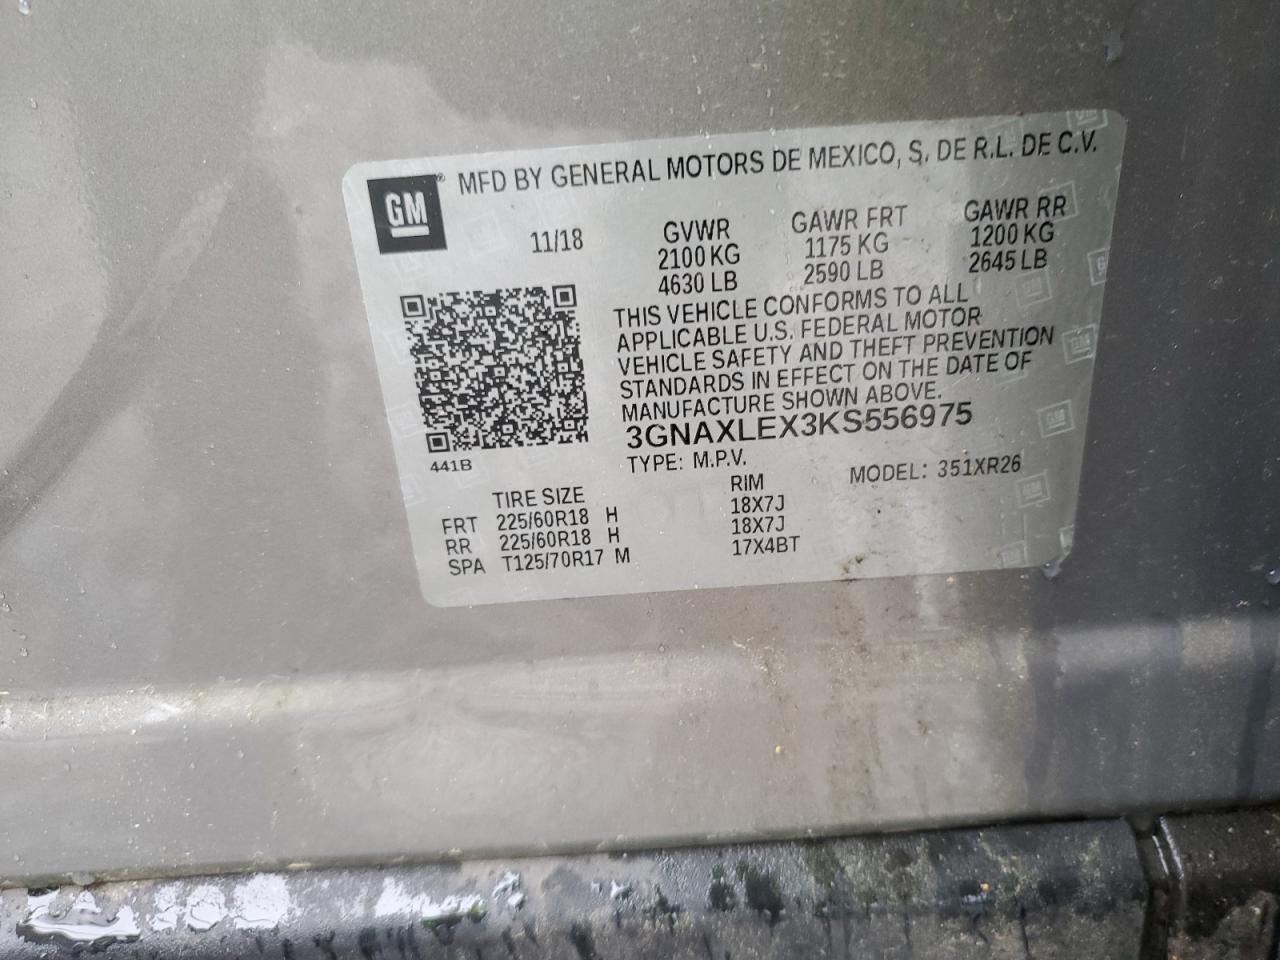 GM® MFD BY GENERAL MOTORS DE MEXICO, S. DE R.L. DE C.V.
11/18 GVWR GAWR FRT GAWR RR
2100 KG 1175 KG 1200 KG
4630 LB 2590 LB 2645 LB
THIS VEHICLE CONFORMS TO ALL
APPLICABLE U.S. FEDERAL MOTOR
VEHICLE SAFETY AND THEFT PREVENTION
STANDARDS IN EFFECT ON THE DATE OF
MANUFACTURE SHOWN ABOVE.
3GNAXLEX3KS556975
441B
TYPE: M.P.V. MODEL: 351XR26
TIRE SIZE RIM
FRT 225/60R18 H 18X7J
RR 225/60R18 H 18X7J
SPA T125/70R17 M 17X4BT